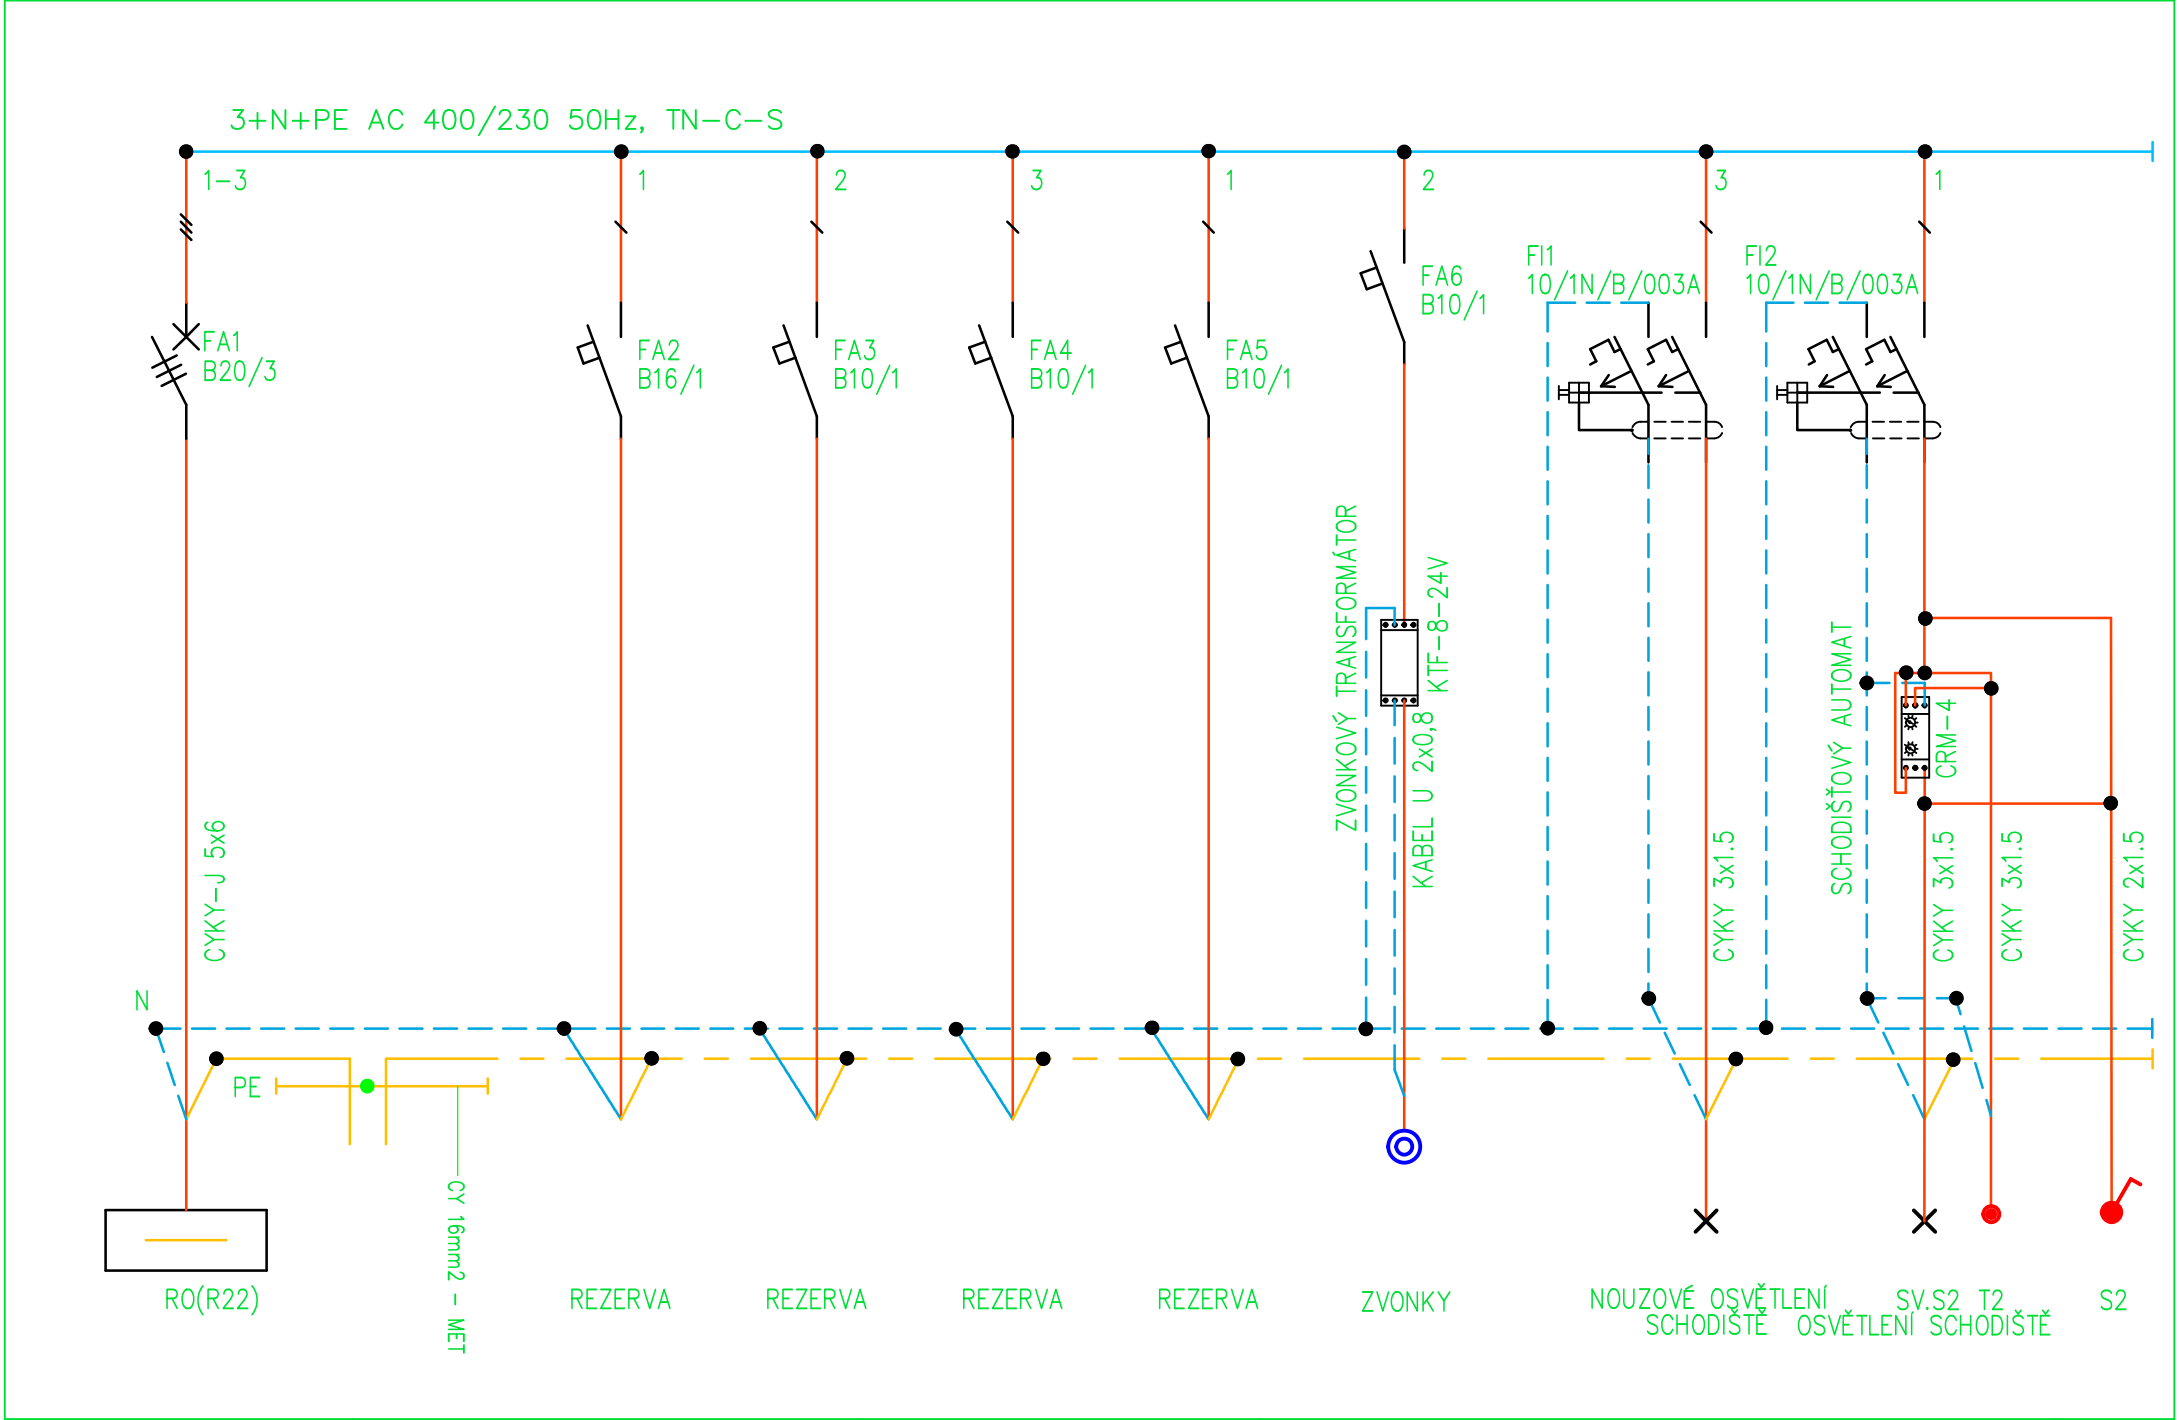 3+N+PE AC 400/230 50Hz, TN-C-S
1-3
1
2
3
1
2
3
1
FA1
B20/3
FA2
B16/1
FA3
B10/1
FA4
B10/1
FA5
B10/1
FA6
B10/1
FI1
10/1N/B/003A
FI2
10/1N/B/003A
ZVONKOVÝ TRANSFORMÁTOR
KTF-8-24V
KABEL U 2x0,8
SCHODIŠŤOVÝ AUTOMAT
CRM-4
CYKY-J 5x6
CYKY 3x1.5
CYKY 3x1.5
CYKY 3x1.5
CYKY 2x1.5
N
PE
CY 16mm2 - MET
RO(R22)
REZERVA
REZERVA
REZERVA
REZERVA
ZVONKY
NOUZOVÉ OSVĚTLENÍ
SCHODIŠTĚ
SV.S2 T2
OSVĚTLENÍ SCHODIŠTĚ
S2